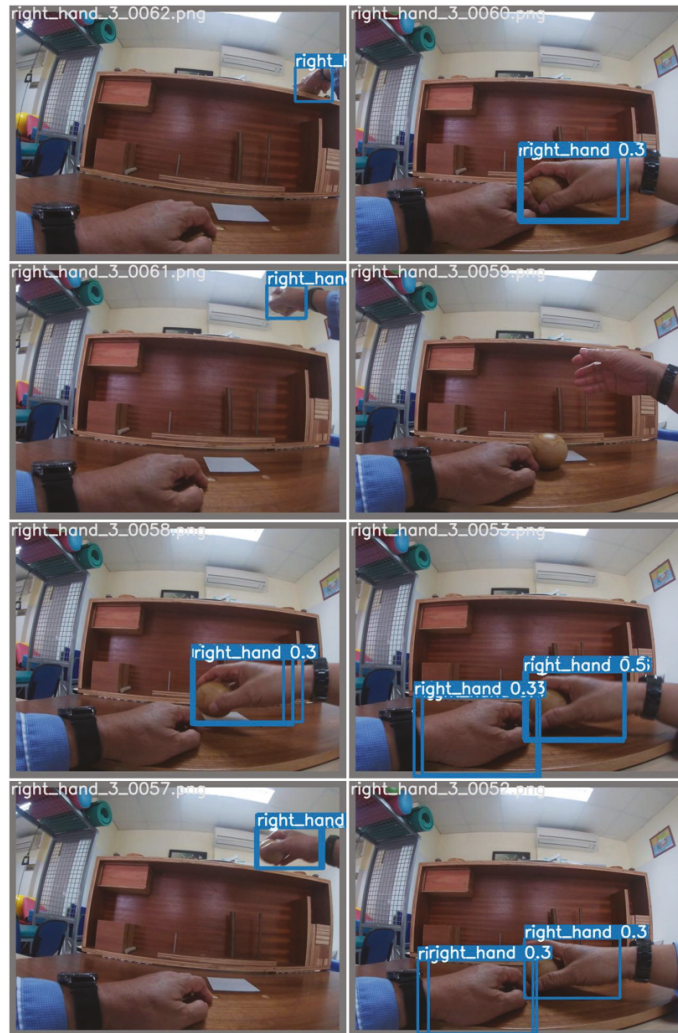 right_hand_3_0062.png
right_h
right_hand_3_0060.png
right_hand 0.3
right_hand_3_0061.png
right_han
right_hand_3_0059.png
right_hand_3_0058.png
right_hand 0.3
right_hand_3_0053.png
right_hand 0.5
right_hand 0.33
right_hand_3_0057.png
right_hand
right_hand_3_0052.png
right_hand 0.3
right_hand 0.3